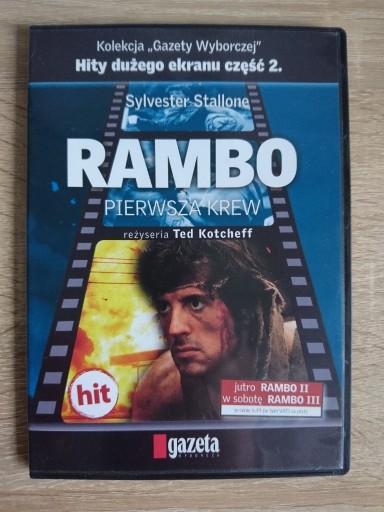 Kolekcja „Gazety Wyborczej”
Hity dużego ekranu część 2.
Sylvester Stallone
RAMBO
PIERWSZA KREW
reżyseria Ted Kotcheff
hit
jutro RAMBO II
w sobotę RAMBO III
gazeta
WYBORCZA